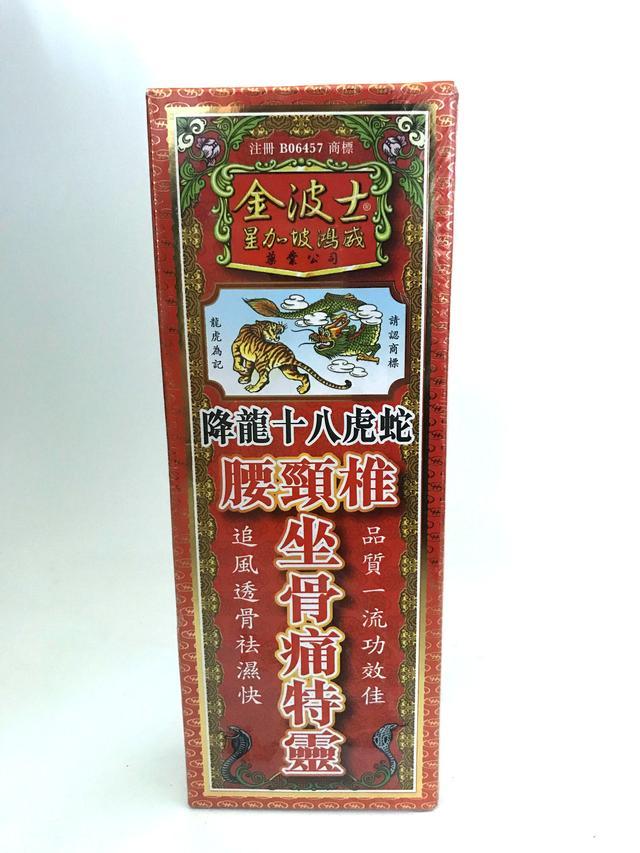 注冊 B06457 商標
金波士®
星加坡鴻威
藥業公司
請認商標
龍虎為記
降龍十八虎蛇
腰頸椎
坐骨痛特靈
品質一流功效佳
追風透骨祛濕快